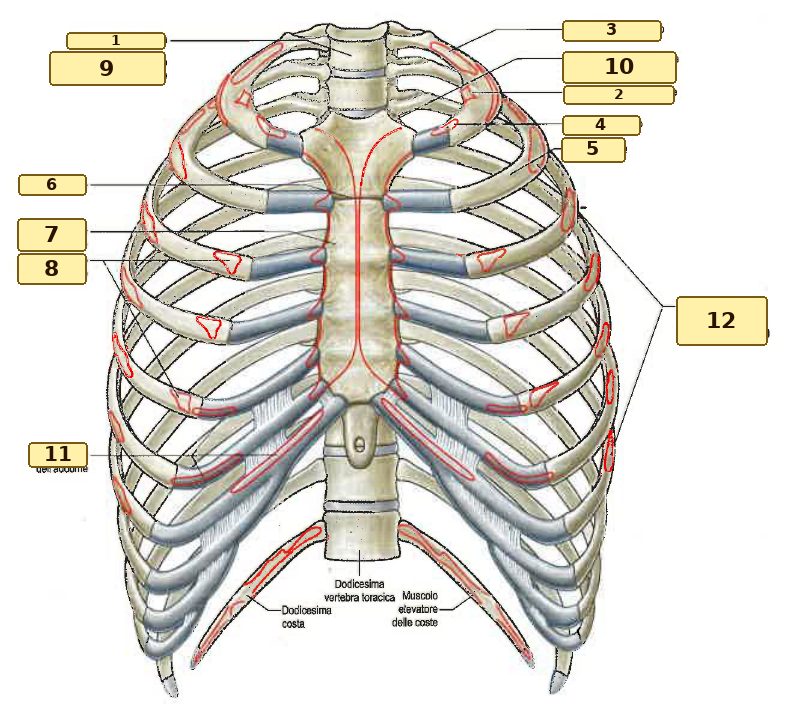 1
3
9
10
2
4
5
6
7
8
12
11
dell'addome
Dodicesima
vertebra toracica
Muscolo
elevatore
delle coste
Dodicesima
costa